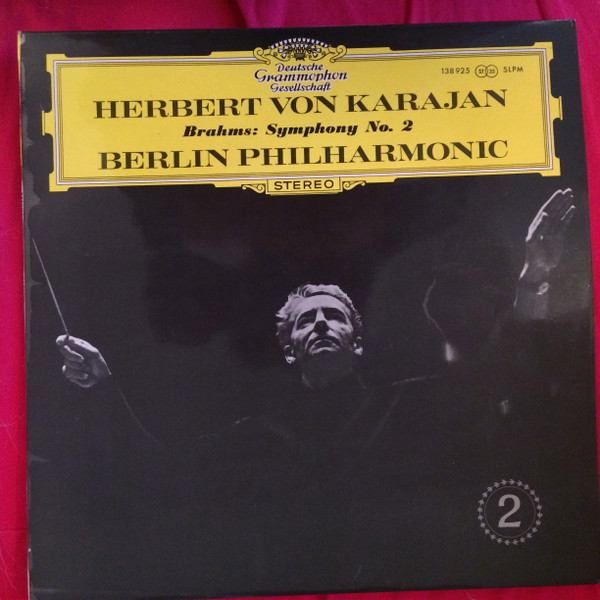 Deutsche
Grammophon
Gesellschaft
138 925 SLPM
HERBERT VON KARAJAN
Brahms: Symphony No. 2
BERLIN PHILHARMONIC
STEREO
2